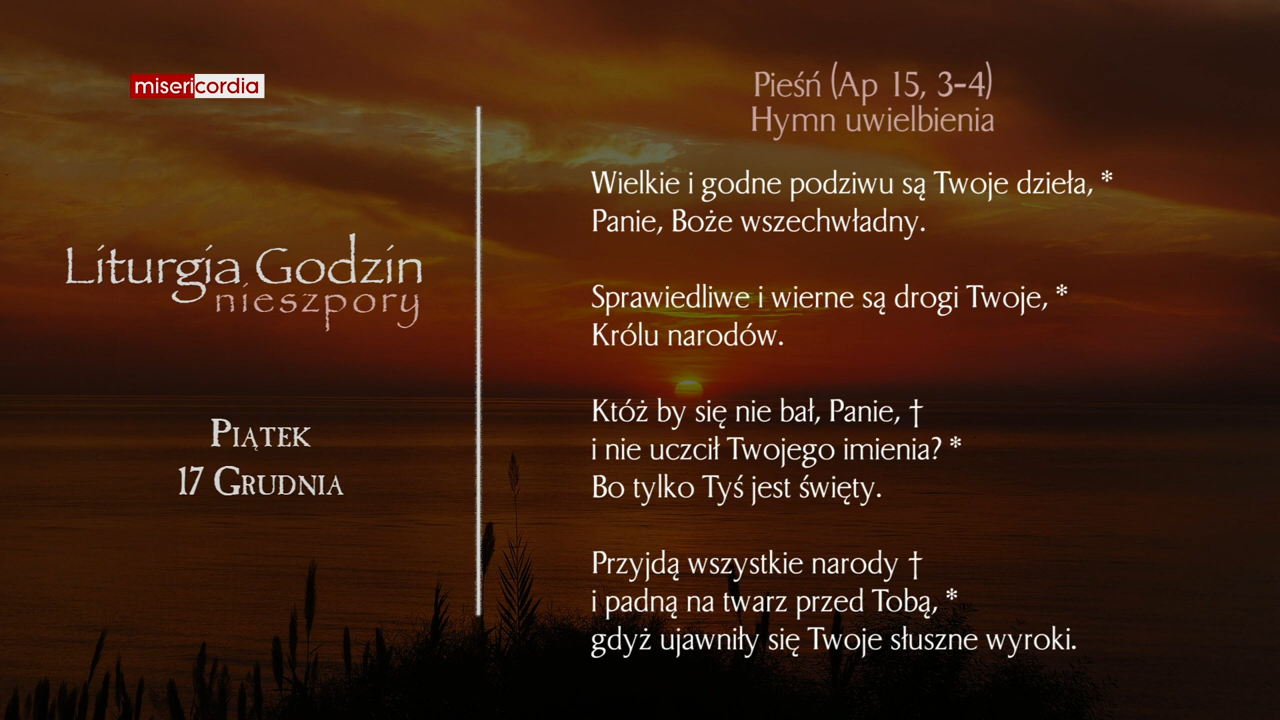 misericordia
Liturgia Godzin
nieszpory
Piątek
17 Grudnia
Pieśń (Ap 15, 3-4)
Hymn uwielbienia
Wielkie i godne podziwu są Twoje dzieła, *
Panie, Boże wszechwładny.
Sprawiedliwe i wierne są drogi Twoje, *
Królu narodów.
Któż by się nie bał, Panie, †
i nie uczcił Twojego imienia? *
Bo tylko Tyś jest święty.
Przyjdą wszystkie narody †
i padną na twarz przed Tobą, *
gdyż ujawniły się Twoje słuszne wyroki.